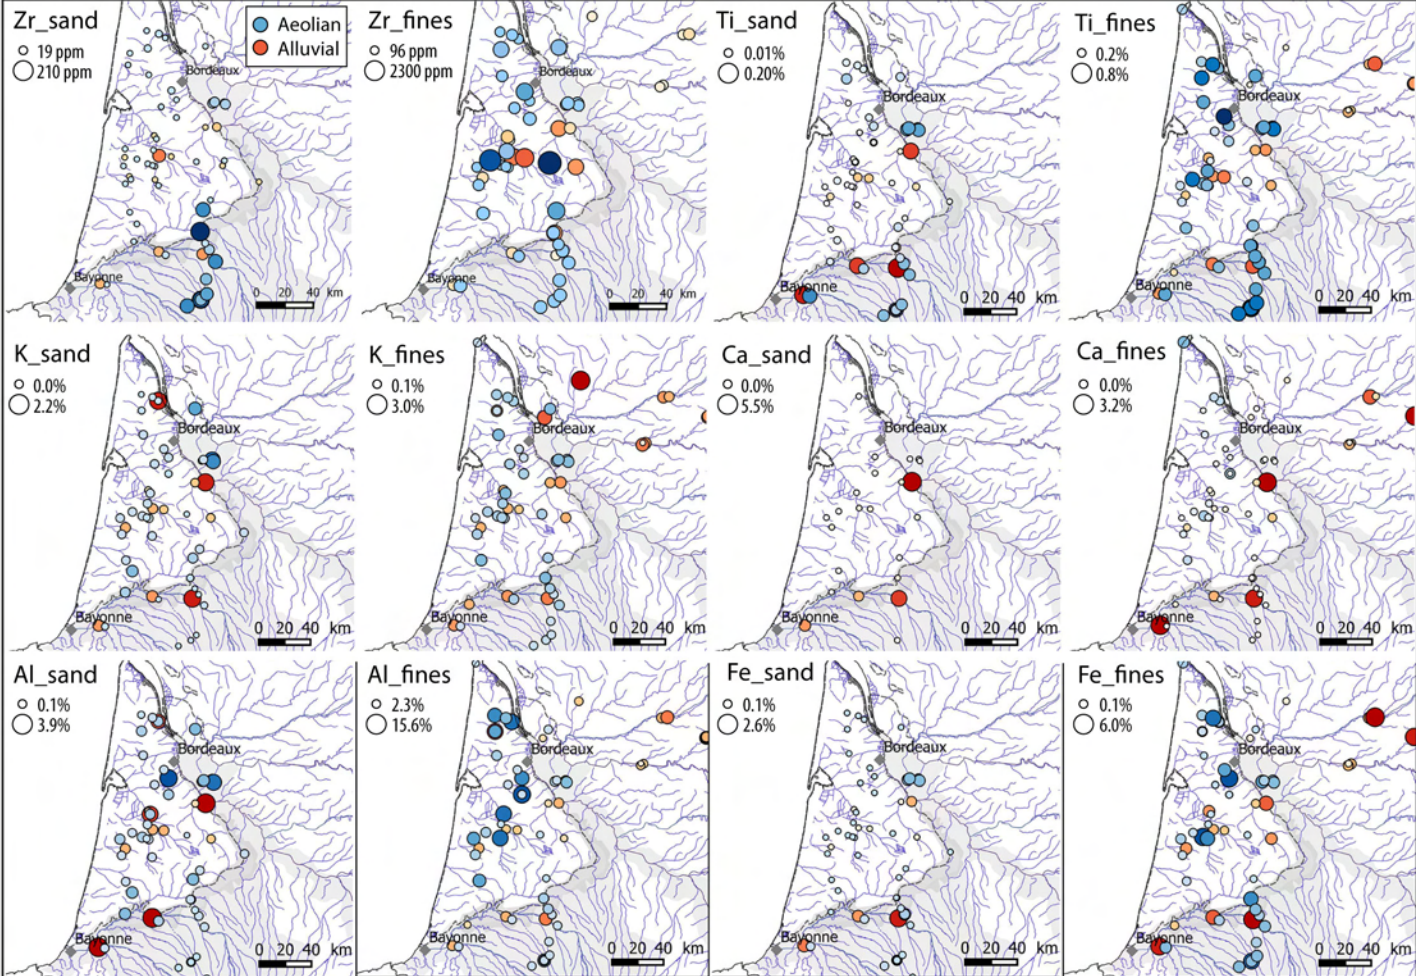 Zr_sand
19 ppm
210 ppm
Aeolian
Alluvial
Bordeaux
Bayonne
0 20 40 km
Zr_fines
96 ppm
2300 ppm
Bordeaux
Bayonne
0 20 40 km
Ti_sand
0.01%
0.20%
Bordeaux
Bayonne
0 20 40 km
Ti_fines
0.2%
0.8%
Bordeaux
Bayonne
0 20 40 km
K_sand
0.0%
2.2%
Bordeaux
Bayonne
0 20 40 km
K_fines
0.1%
3.0%
Bordeaux
Bayonne
0 20 40 km
Ca_sand
0.0%
5.5%
Bordeaux
Bayonne
0 20 40 km
Ca_fines
0.0%
3.2%
Bordeaux
Bayonne
0 20 40 km
Al_sand
0.1%
3.9%
Bordeaux
Bayonne
0 20 40 km
Al_fines
2.3%
15.6%
Bordeaux
Bayonne
0 20 40 km
Fe_sand
0.1%
2.6%
Bordeaux
Bayonne
0 20 40 km
Fe_fines
0.1%
6.0%
Bordeaux
Bayonne
0 20 40 km